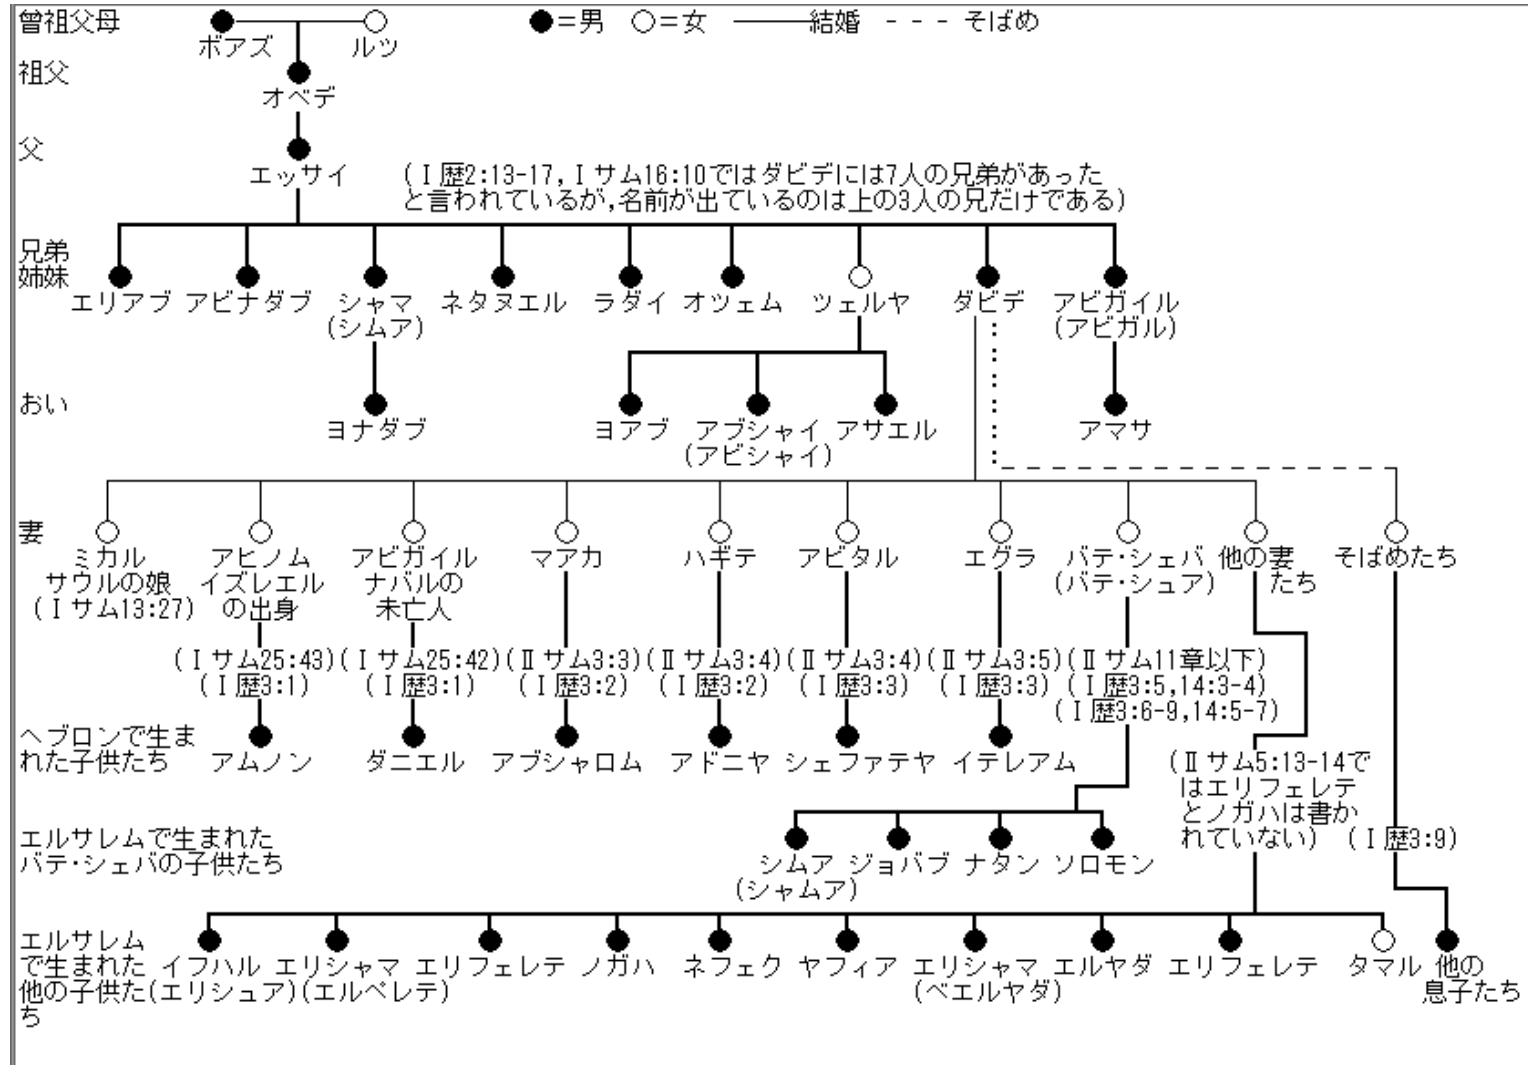 曾祖父母
ボアズ ルツ
●=男 ○=女 ―――結婚 - - - そばめ
祖父
オベデ
父
エッサイ
(Ⅰ歴2:13-17,Ⅰサム16:10ではダビデには7人の兄弟があった
と言われているが,名前が出ているのは上の3人の兄だけである)
兄弟
姉妹
エリアブ アビナダブ シャマ ネタヌエル ラダイ オツェム ツェルヤ ダビデ アビガイル
(シムア) (アビガル)
おい
ヨナダブ ヨアブ アブシャイ アサエル アマサ
(アビシャイ)
妻
ミカル アヒノム アビガイル マアカ ハギテ アビタル エグラ バテ・シェバ 他の妻 そばめたち
サウルの娘 イズレエル ナバルの (バテ・シュア) たち
(Ⅰサム13:27) の出身 未亡人
(Ⅰサム25:43)(Ⅰサム25:42)(Ⅱサム3:3)(Ⅱサム3:4)(Ⅱサム3:4)(Ⅱサム3:5)(Ⅱサム11章以下)
(Ⅰ歴3:1) (Ⅰ歴3:1) (Ⅰ歴3:2) (Ⅰ歴3:2) (Ⅰ歴3:3) (Ⅰ歴3:3) (Ⅰ歴3:5,14:3-4)
(Ⅰ歴3:6-9,14:5-7)
ヘブロンで生ま
れた子供たち
アムノン ダニエル アブシャロム アドニヤ シェファテヤ イテレアム
(Ⅱサム5:13-14で
はエリフェレテ
とノガハは書か
れていない) (Ⅰ歴3:9)
エルサレムで生まれた
バテ・シェバの子供たち
シムア ジョバブ ナタン ソロモン
(シャムア)
エルサレム
で生まれた イフハル エリシャマ エリフェレテ ノガハ ネフェク ヤフィア エリシャマ エルヤダ エリフェレテ タマル 他の
他の子供た(エリシュア)(エルペレテ) (ベエルヤダ) 息子たち
ち